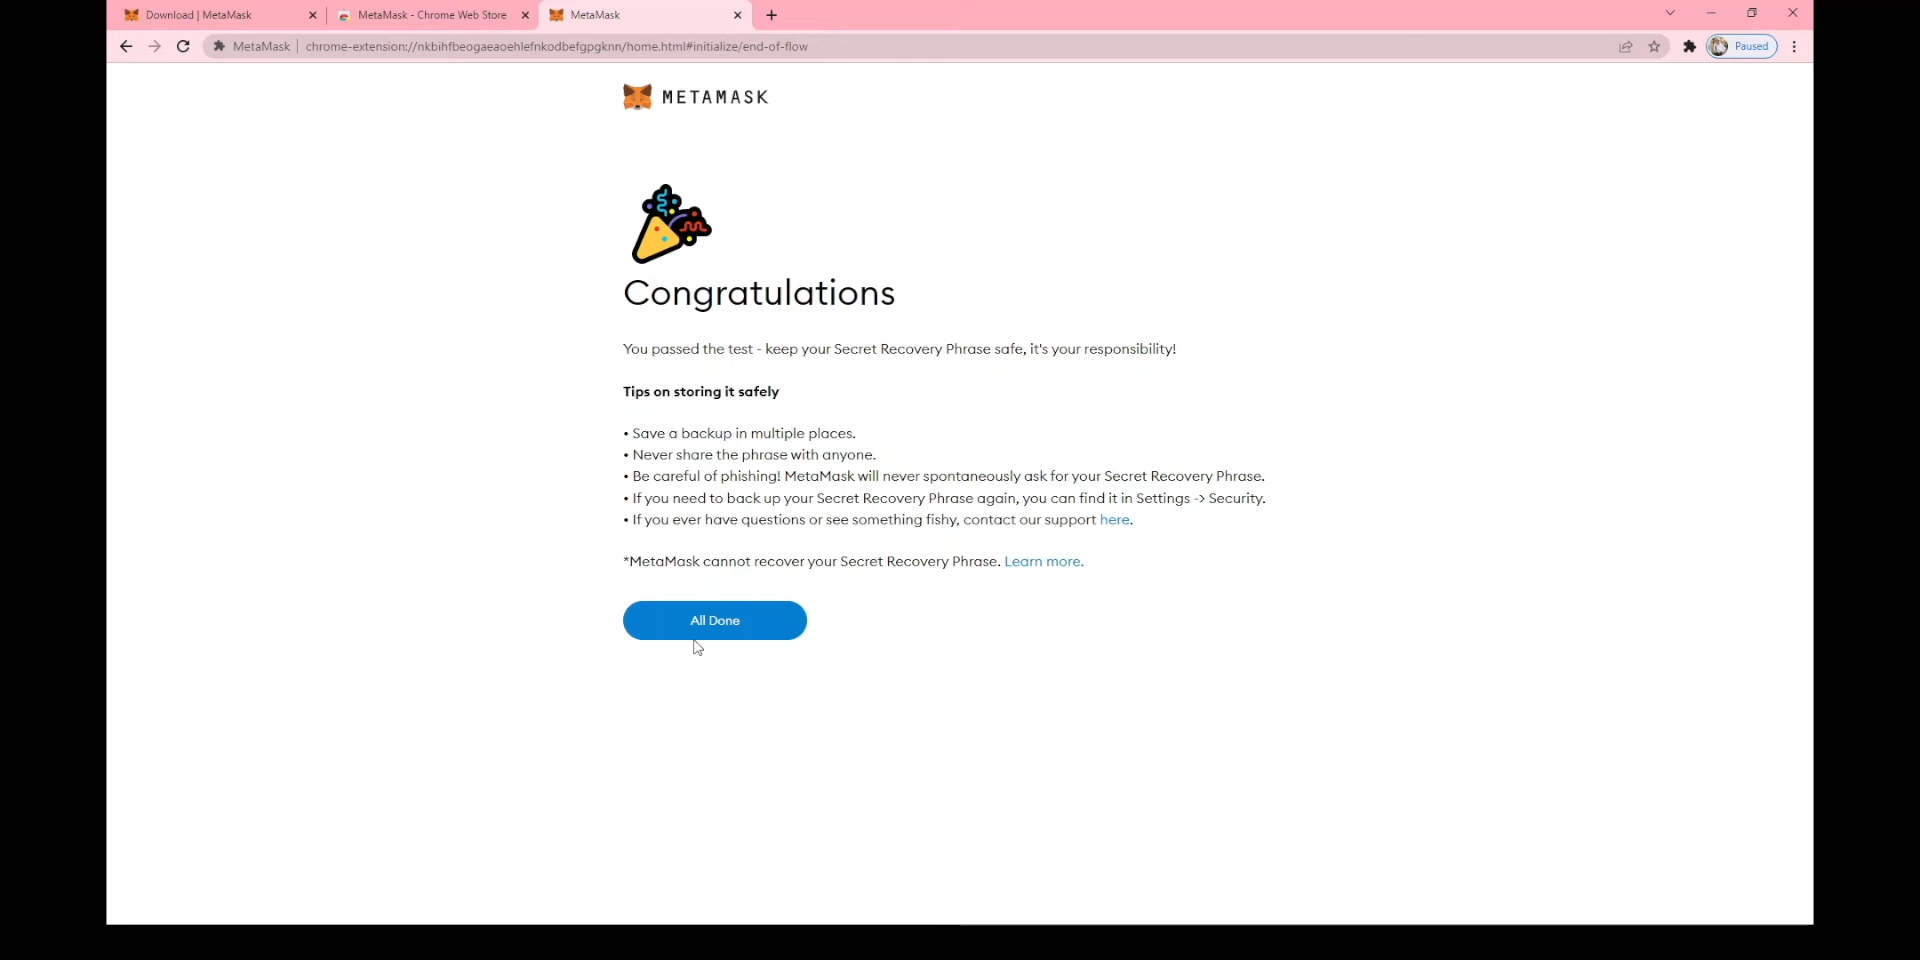 Download | MetaMask
MetaMask - Chrome Web Store
MetaMask
MetaMask
chrome-extension://nkbihfbeogaeaoehlefnkodbefgpgknn/home.html#initialize/end-of-flow
Paused
METAMASK
Congratulations
You passed the test - keep your Secret Recovery Phrase safe, it's your responsibility!
Tips on storing it safely
• Save a backup in multiple places.
• Never share the phrase with anyone.
• Be careful of phishing! MetaMask will never spontaneously ask for your Secret Recovery Phrase.
• If you need to back up your Secret Recovery Phrase again, you can find it in Settings -> Security.
• If you ever have questions or see something fishy, contact our support here.
*MetaMask cannot recover your Secret Recovery Phrase. Learn more.
All Done